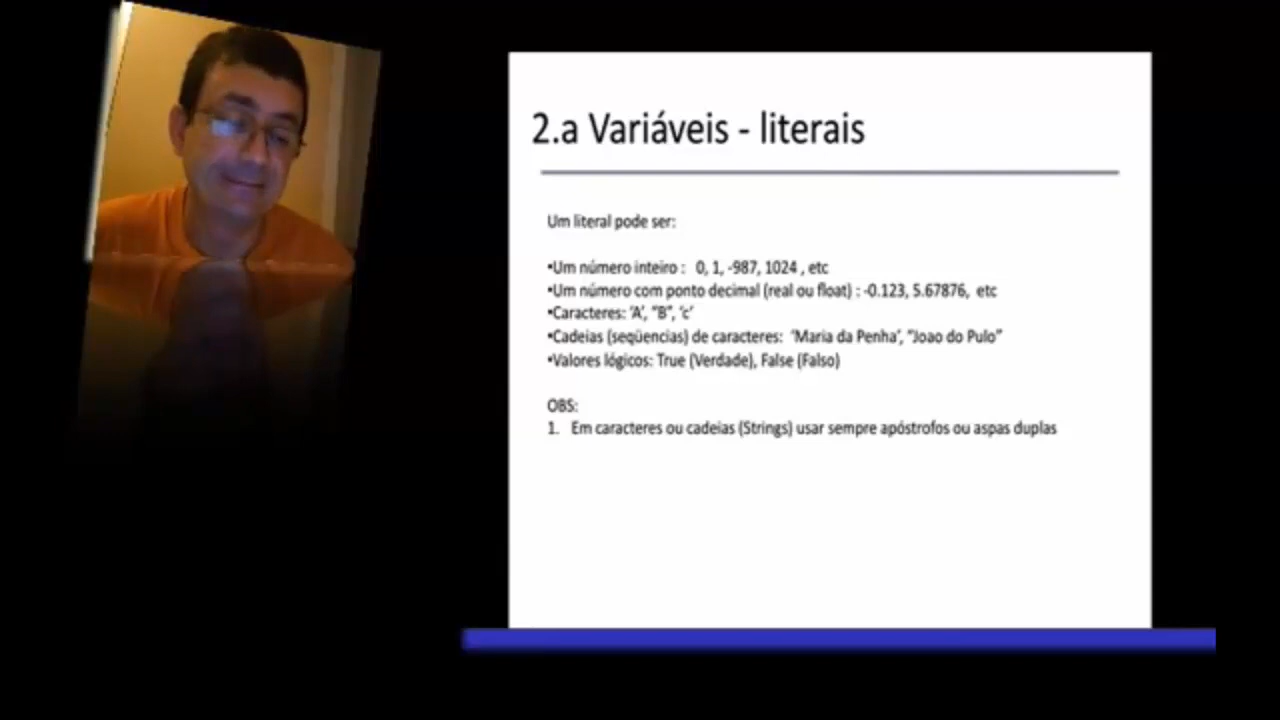 2.a Variáveis - literais
Um literal pode ser:
•Um número inteiro : 0, 1, -987, 1024 , etc
•Um número com ponto decimal (real ou float) : -0.123, 5.67876, etc
•Caracteres: ‘A’, “B”, ‘c’
•Cadeias (seqüencias) de caracteres: ‘Maria da Penha’, “Joao do Pulo”
•Valores lógicos: True (Verdade), False (Falso)
OBS:
1. Em caracteres ou cadeias (Strings) usar sempre apóstrofos ou aspas duplas